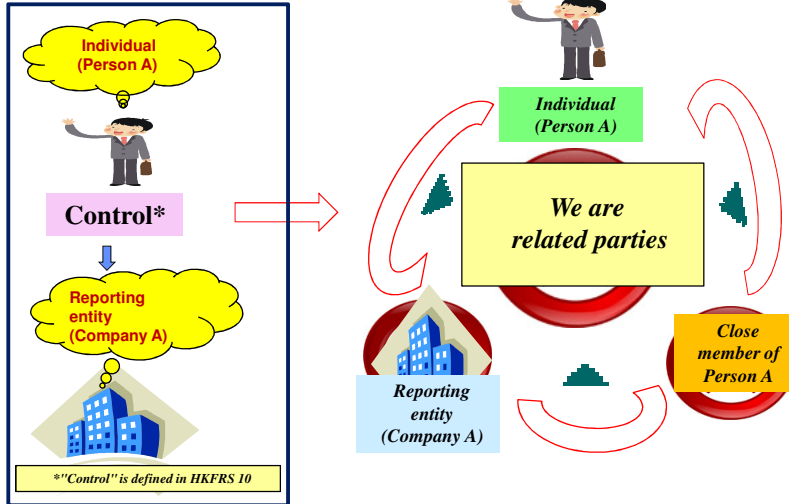 Individual
(Person A)
Control*
Reporting
entity
(Company A)
*"Control" is defined in HKFRS 10
Individual
(Person A)
We are
related parties
Reporting
entity
(Company A)
Close
member of
Person A